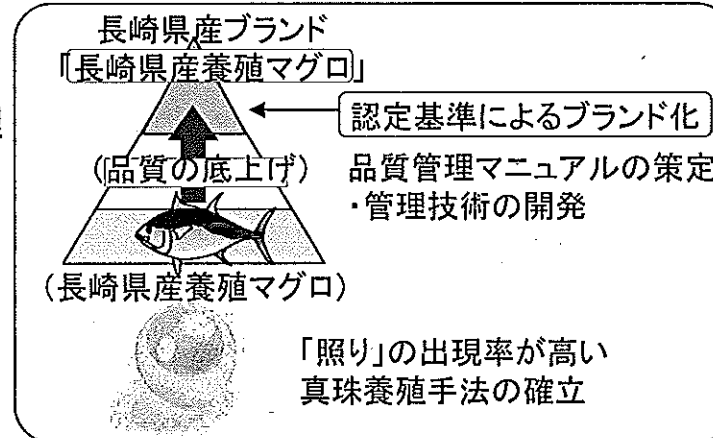 長崎県産ブランド
「長崎県産養殖マグロ」
認定基準によるブランド化
(品質の底上げ)
品質管理マニュアルの策定
・管理技術の開発
(長崎県産養殖マグロ)
「照り」の出現率が高い
真珠養殖手法の確立